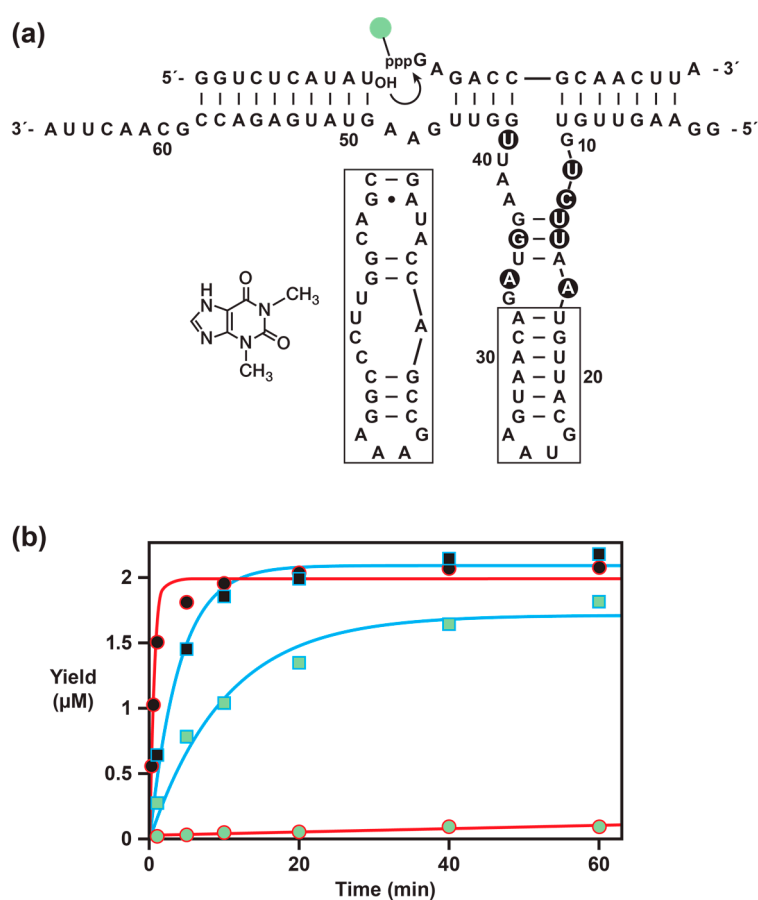 (a)
5´- G G U C U C A U A U OH pppG A G A C C — G C A A C U U A - 3´
3´- A U U C A A C G C C A G A G U A U G A A G U U G G U G U U G A A G G - 5´
60 50
U G 10
40 U U
C – G A
G • A A C
A U G – U
C A G – U
G – C U – A
G – C A A
U G
U A A – U
C C – G
C 30 A – U
C – G A – U 20
G – C U – A
G – C G – C
A G A G
A A A U
H
N O
N CH₃
N N O
CH₃
(b)
Yield
(µM)
2
1.5
1
0.5
0
0 20 40 60
Time (min)